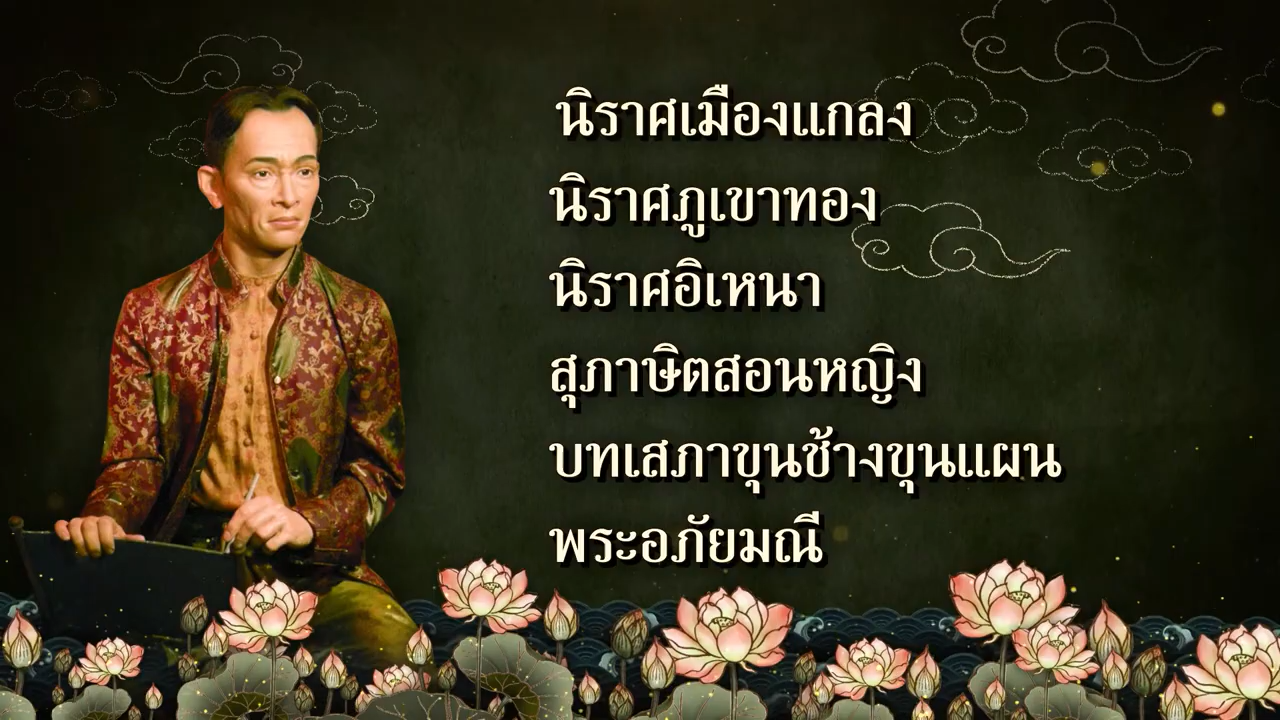 นิราศเมืองแกลง
นิราศภูเขาทอง
นิราศอิเหนา
สุภาษิตสอนหญิง
บทเสภาขุนช้างขุนแผน
พระอภัยมณี